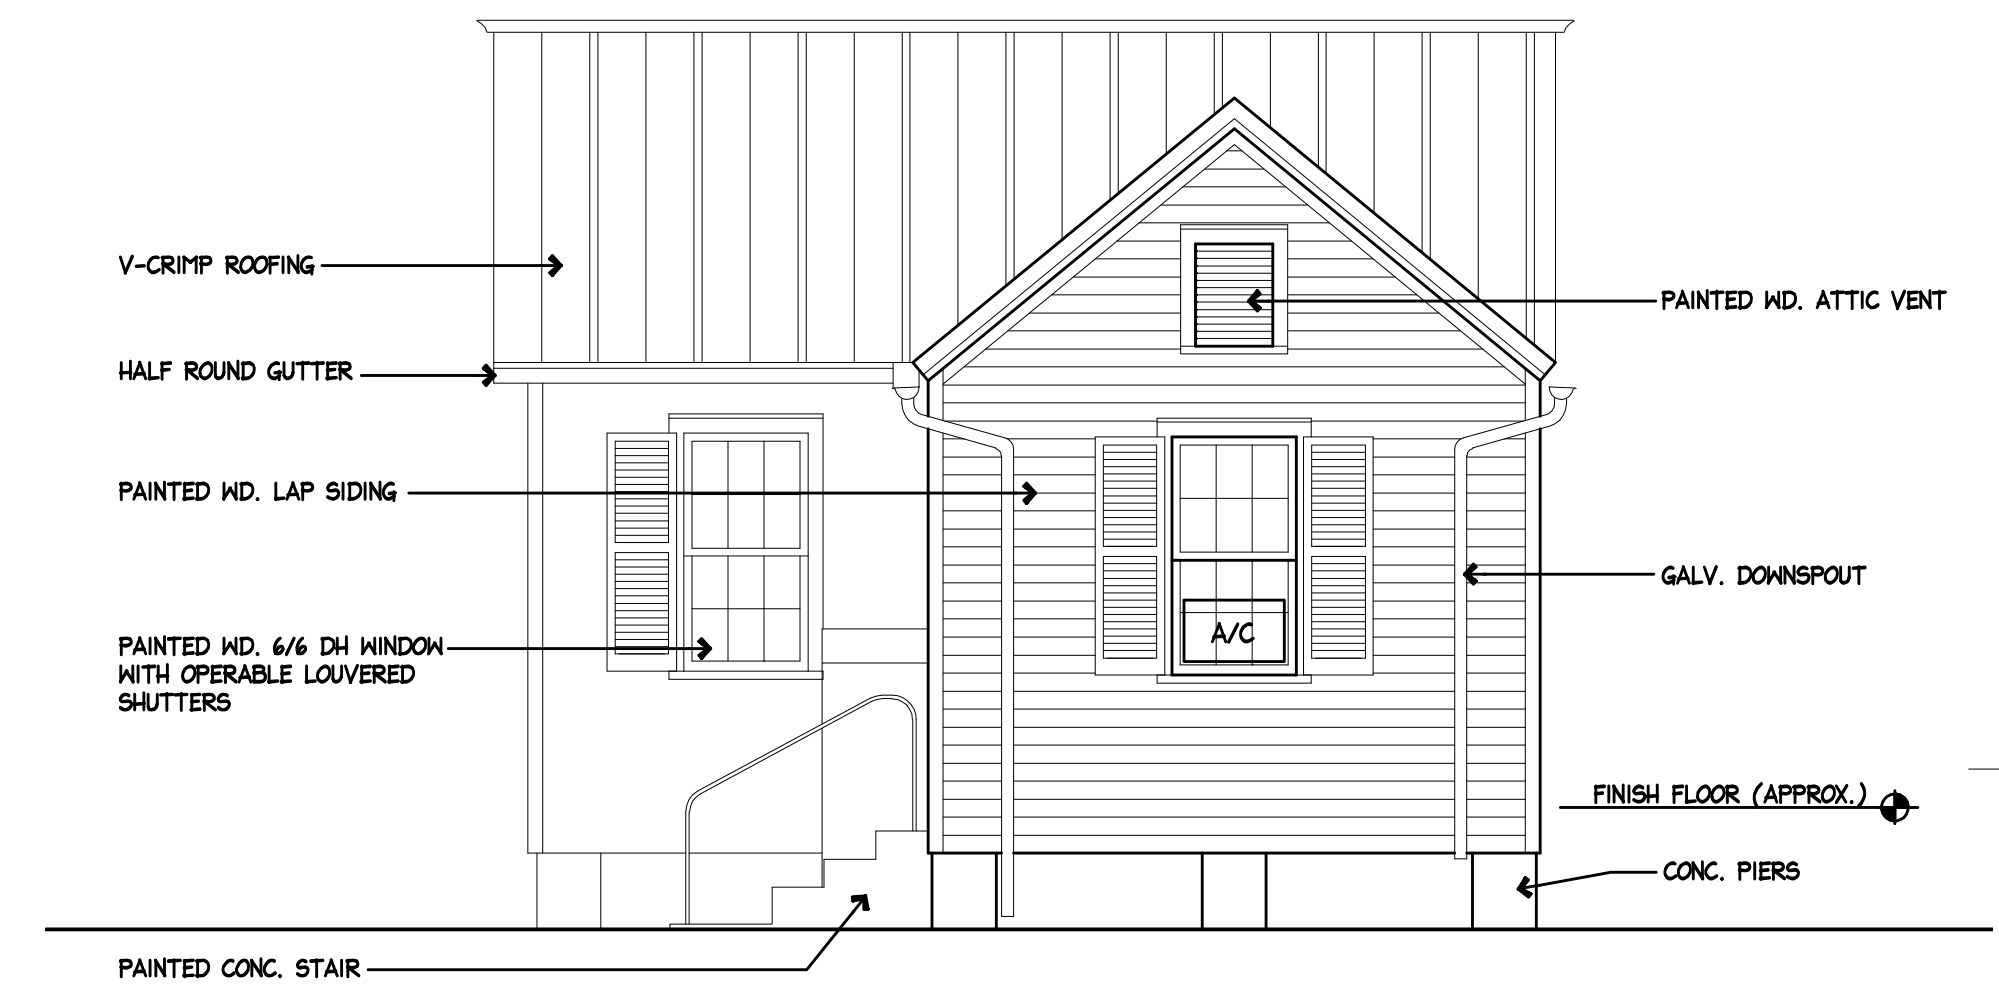 V-CRIMP ROOFING
PAINTED WD. ATTIC VENT
HALF ROUND GUTTER
PAINTED WD. LAP SIDING
GALV. DOWNSPOUT
A/C
PAINTED WD. 6/6 DH WINDOW
WITH OPERABLE LOUVERED
SHUTTERS
FINISH FLOOR (APPROX.)
CONC. PIERS
PAINTED CONC. STAIR